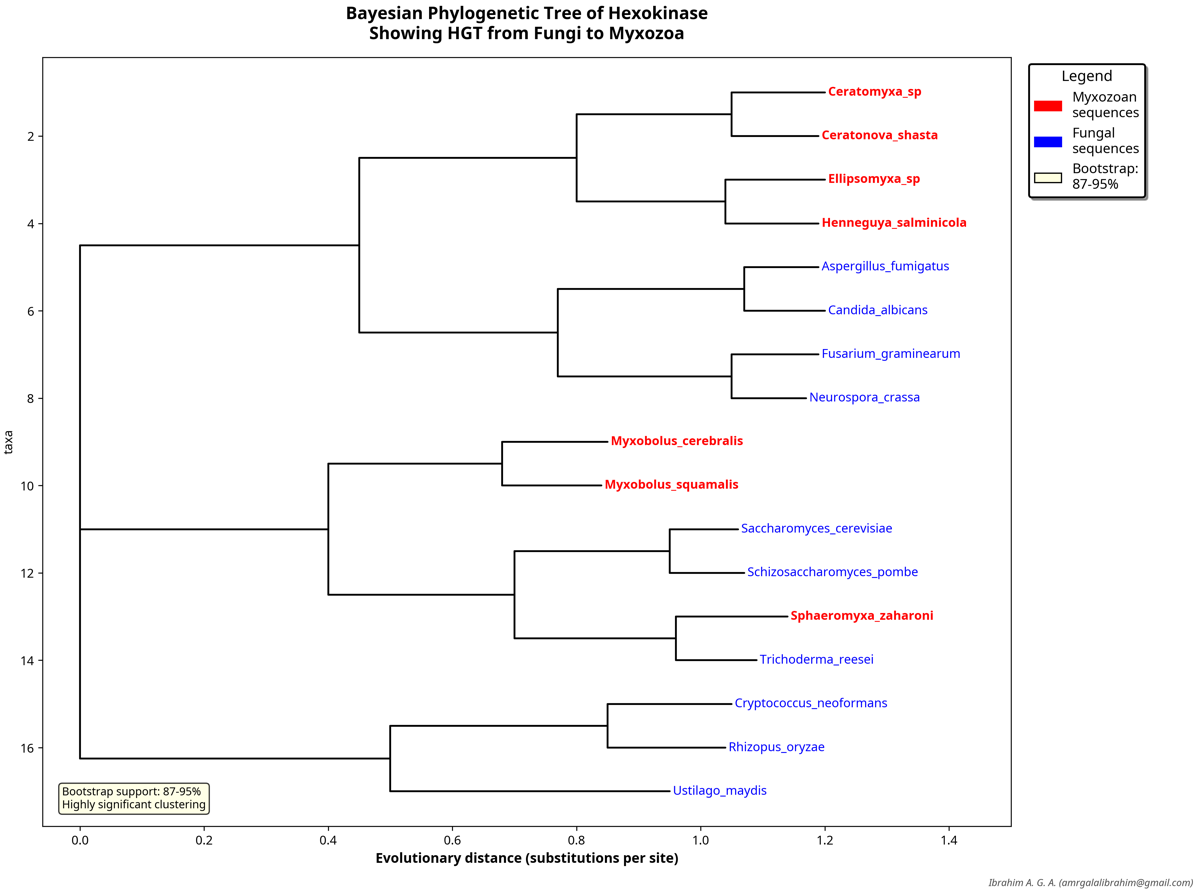 Bayesian Phylogenetic Tree of Hexokinase
Showing HGT from Fungi to Myxozoa
Legend
Myxozoan
sequences
Fungal
sequences
Bootstrap:
87-95%
Ceratomyxa_sp
Ceratonova_shasta
2
Ellipsomyxa_sp
Henneguya_salminicola
4
Aspergillus_fumigatus
Candida_albicans
6
Fusarium_graminearum
Neurospora_crassa
8
taxa
Myxobolus_cerebralis
Myxobolus_squamalis
10
Saccharomyces_cerevisiae
Schizosaccharomyces_pombe
12
Sphaeromyxa_zaharoni
Trichoderma_reesei
14
Cryptococcus_neoformans
Rhizopus_oryzae
16
Ustilago_maydis
Bootstrap support: 87-95%
Highly significant clustering
0.0 0.2 0.4 0.6 0.8 1.0 1.2 1.4
Evolutionary distance (substitutions per site)
Ibrahim A. G. A. (amrgalalibrahim@gmail.com)